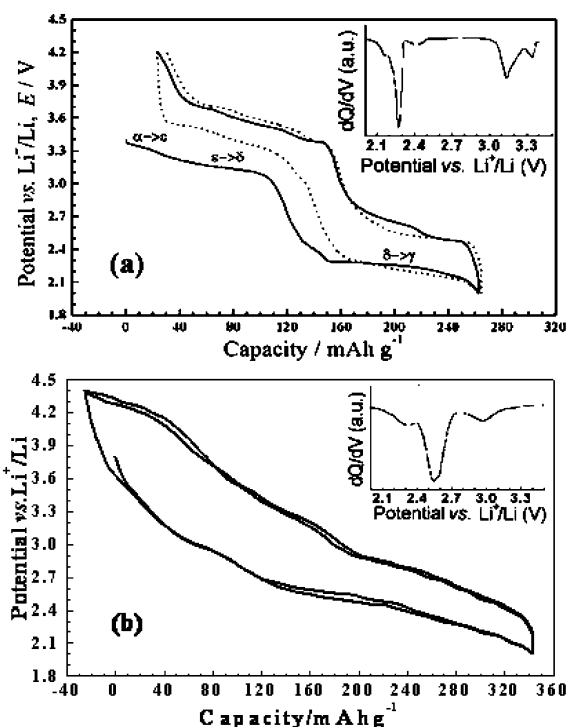 4.5
4.2
3.9
3.6
3.3
3.0
2.7
2.4
2.1
1.8
Potential vs. Li⁻/Li, E / V
α->ε
ε->δ
δ->γ
(a)
dQ/dV (a.u.)
2.1 2.4 2.7 3.0 3.3
Potential vs. Li⁺/Li (V)
-40 0 40 80 120 160 200 240 280 320
Capacity / mAh g⁻¹
4.5
4.2
3.9
3.6
3.3
3.0
2.7
2.4
2.1
1.8
Potential vs.Li⁺/Li
(b)
dQ/dV (a.u.)
2.1 2.4 2.7 3.0 3.3
Potential vs. Li⁺/Li (V)
-40 0 40 80 120 160 200 240 280 320 360
Capacity/mAh g⁻¹